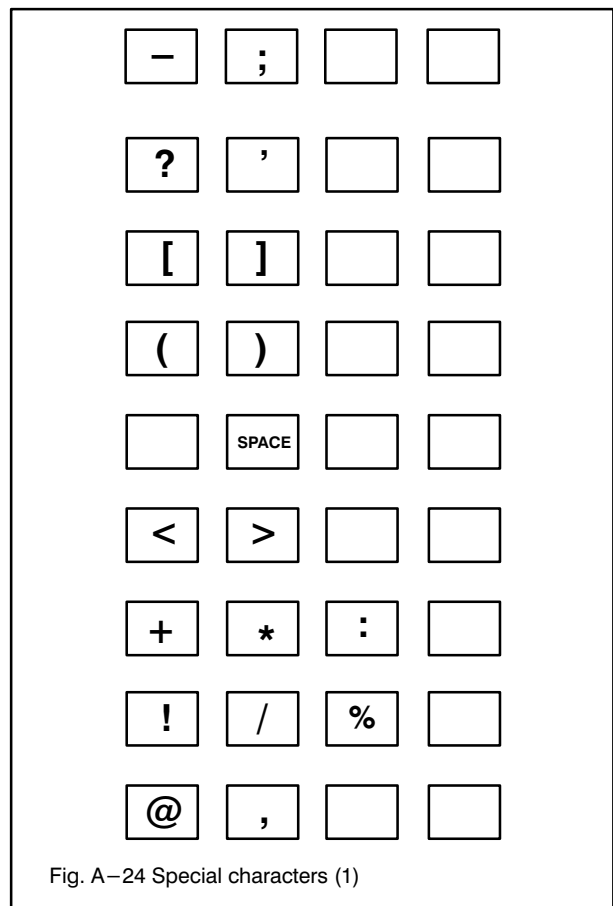 – ;
? ’
[ ]
( )
SPACE
< >
+ * :
! / %
@ ,
Fig. A–24 Special characters (1)